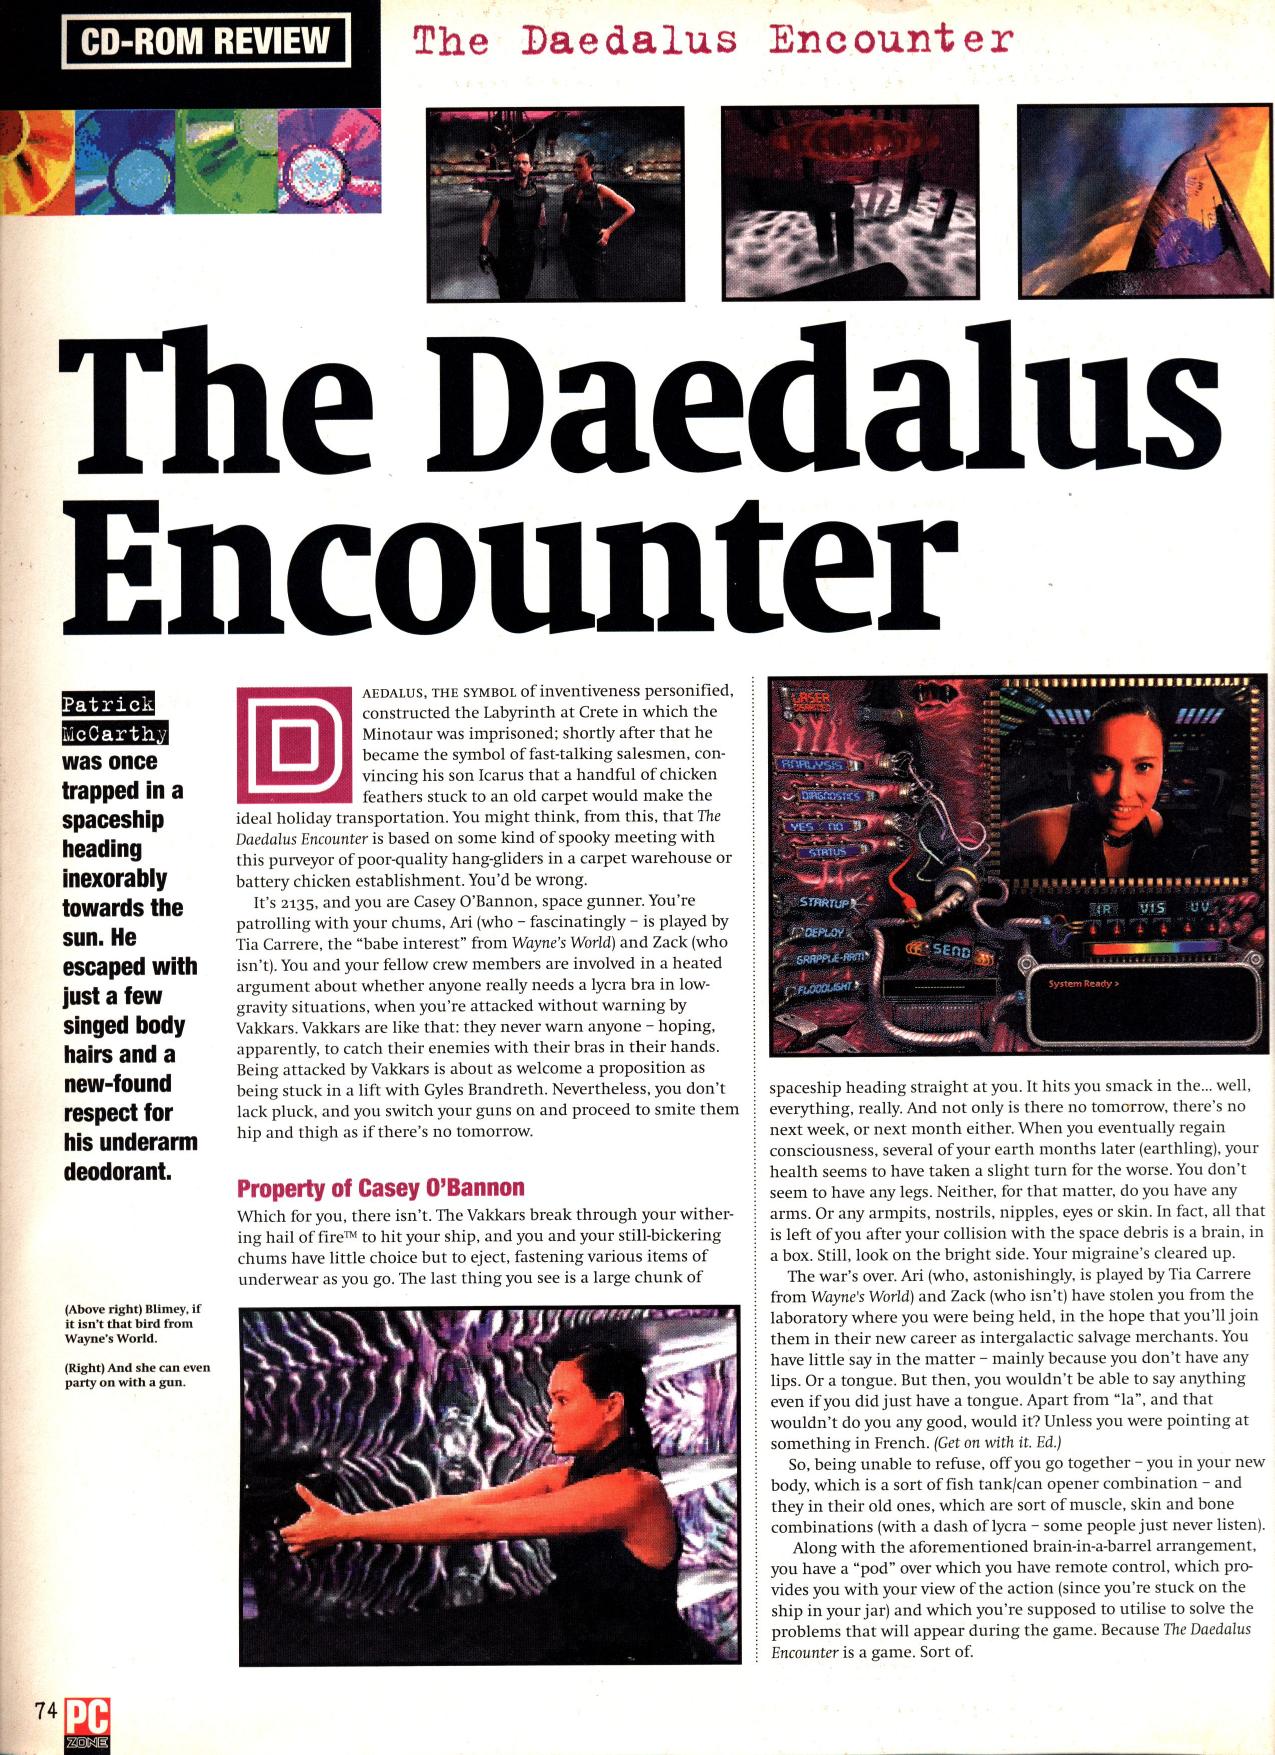 CD-ROM REVIEW
The Daedalus Encounter
The Daedalus
Encounter
Patrick
McCarthy
was once
trapped in a
spaceship
heading
inexorably
towards the
sun. He
escaped with
just a few
singed body
hairs and a
new-found
respect for
his underarm
deodorant.
(Above right) Blimey, if
it isn't that bird from
Wayne's World.
(Right) And she can even
party on with a gun.
DAEDALUS, THE SYMBOL of inventiveness personified,
constructed the Labyrinth at Crete in which the
Minotaur was imprisoned; shortly after that he
became the symbol of fast-talking salesmen, con-
vincing his son Icarus that a handful of chicken
feathers stuck to an old carpet would make the
ideal holiday transportation. You might think, from this, that The
Daedalus Encounter is based on some kind of spooky meeting with
this purveyor of poor-quality hang-gliders in a carpet warehouse or
battery chicken establishment. You'd be wrong.
It's 2135, and you are Casey O'Bannon, space gunner. You're
patrolling with your chums, Ari (who – fascinatingly – is played by
Tia Carrere, the "babe interest" from Wayne's World) and Zack (who
isn't). You and your fellow crew members are involved in a heated
argument about whether anyone really needs a lycra bra in low-
gravity situations, when you're attacked without warning by
Vakkars. Vakkars are like that: they never warn anyone – hoping,
apparently, to catch their enemies with their bras in their hands.
Being attacked by Vakkars is about as welcome a proposition as
being stuck in a lift with Gyles Brandreth. Nevertheless, you don't
lack pluck, and you switch your guns on and proceed to smite them
hip and thigh as if there's no tomorrow.
Property of Casey O'Bannon
Which for you, there isn't. The Vakkars break through your wither-
ing hail of fire™ to hit your ship, and you and your still-bickering
chums have little choice but to eject, fastening various items of
underwear as you go. The last thing you see is a large chunk of
LASER
ANALYSIS
DIAGNOSTICS
YES NO
STATUS
STARTUP
DEPLOY
GRAPPLE-ARM
FLOODLIGHT
SEND
IR VIS UV
System Ready >
spaceship heading straight at you. It hits you smack in the... well,
everything, really. And not only is there no tomorrow, there's no
next week, or next month either. When you eventually regain
consciousness, several of your earth months later (earthling), your
health seems to have taken a slight turn for the worse. You don't
seem to have any legs. Neither, for that matter, do you have any
arms. Or any armpits, nostrils, nipples, eyes or skin. In fact, all that
is left of you after your collision with the space debris is a brain, in
a box. Still, look on the bright side. Your migraine's cleared up.
The war's over. Ari (who, astonishingly, is played by Tia Carrere
from Wayne's World) and Zack (who isn't) have stolen you from the
laboratory where you were being held, in the hope that you'll join
them in their new career as intergalactic salvage merchants. You
have little say in the matter – mainly because you don't have any
lips. Or a tongue. But then, you wouldn't be able to say anything
even if you did just have a tongue. Apart from "la", and that
wouldn't do you any good, would it? Unless you were pointing at
something in French. (Get on with it. Ed.)
So, being unable to refuse, off you go together – you in your new
body, which is a sort of fish tank/can opener combination – and
they in their old ones, which are sort of muscle, skin and bone
combinations (with a dash of lycra – some people just never listen).
Along with the aforementioned brain-in-a-barrel arrangement,
you have a "pod" over which you have remote control, which pro-
vides you with your view of the action (since you're stuck on the
ship in your jar) and which you're supposed to utilise to solve the
problems that will appear during the game. Because The Daedalus
Encounter is a game. Sort of.
74
PC
ZONE